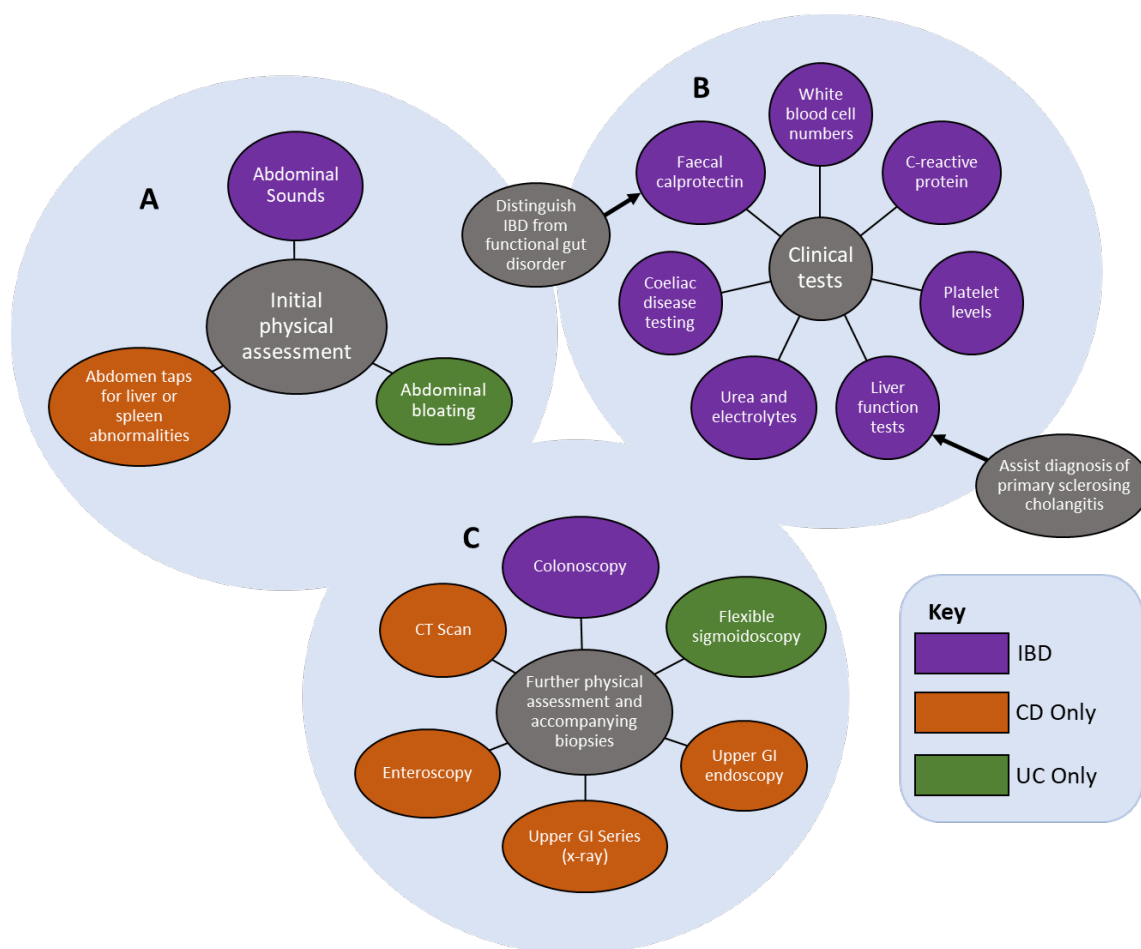 A
Abdominal
Sounds
Initial
physical
assessment
Abdomen taps
for liver or
spleen
abnormalities
Abdominal
bloating
B
White
blood cell
numbers
Faecal
calprotectin
C-reactive
protein
Distinguish
IBD from
functional gut
disorder
Clinical
tests
Coeliac
disease
testing
Platelet
levels
Urea and
electrolytes
Liver
function
tests
Assist diagnosis of
primary sclerosing
cholangitis
C
Colonoscopy
CT Scan
Flexible
sigmoidoscopy
Further physical
assessment and
accompanying
biopsies
Enteroscopy
Upper GI
endoscopy
Upper GI Series
(x-ray)
Key
IBD
CD Only
UC Only